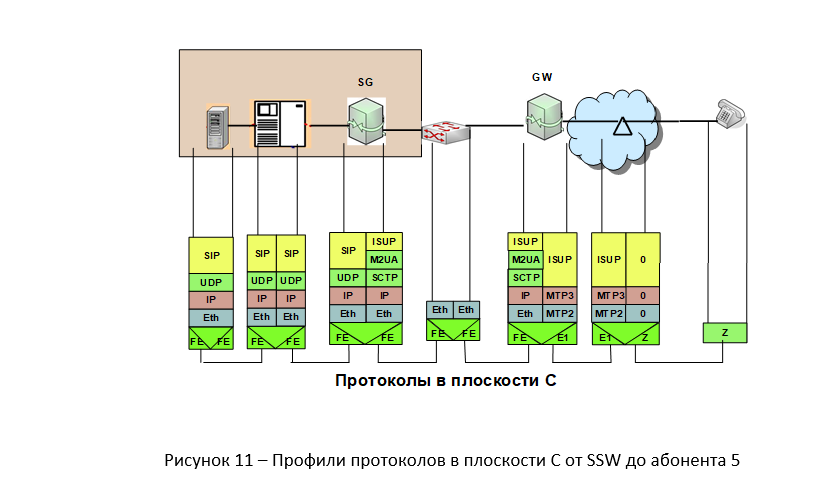 SG
GW
SIP
UDP
IP
Eth
FE FE
SIP SIP
UDP UDP
IP IP
Eth Eth
FE FE
SIP ISUP
M2UA
UDP SCTP
IP IP
Eth Eth
FE FE
Eth Eth
FE FE
ISUP
M2UA ISUP
SCTP
IP MTP3
Eth MTP2
FE E1
ISUP 0
MTP3 0
MTP2 0
E1 Z
Z
Протоколы в плоскости С
Рисунок 11 – Профили протоколов в плоскости С от SSW до абонента 5